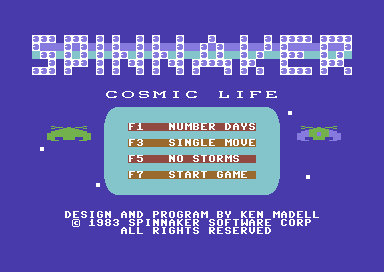 SPINNAKER
COSMIC LIFE
F1 NUMBER DAYS
F3 SINGLE MOVE
F5 NO STORMS
F7 START GAME
DESIGN AND PROGRAM BY KEN MADELL
© 1983 SPINNAKER SOFTWARE CORP
ALL RIGHTS RESERVED